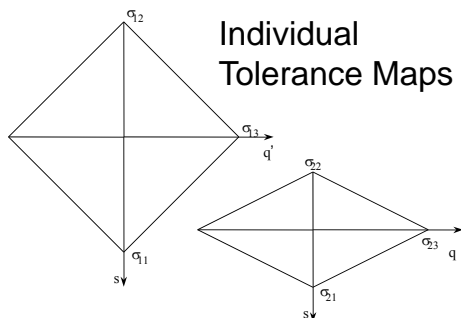 σ12
Individual
Tolerance Maps
σ13
q'
σ11
s
σ22
σ23
q
σ21
s